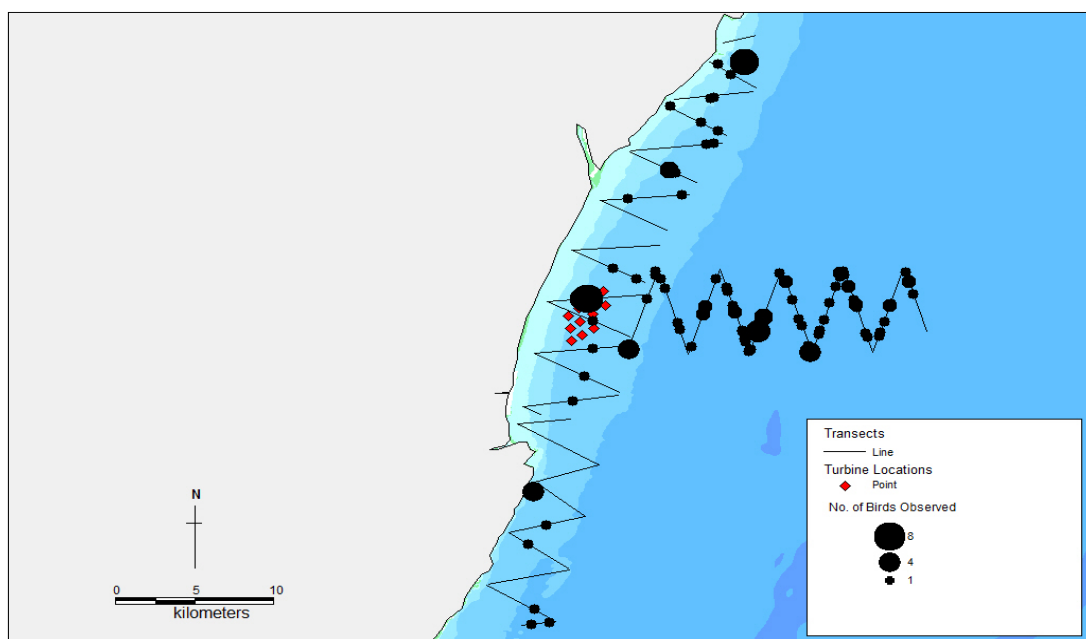 N
0 5 10
kilometers
Transects
Line
Turbine Locations
Point
No. of Birds Observed
8
4
1